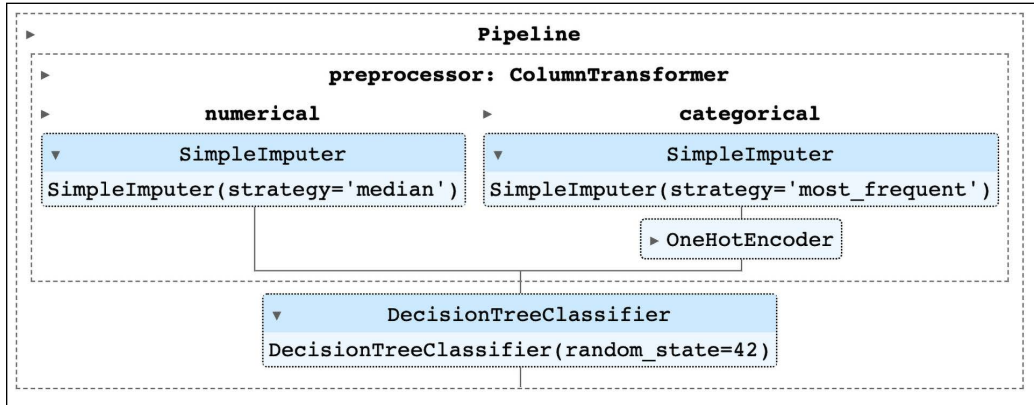 Pipeline
preprocessor: ColumnTransformer
numerical
categorical
SimpleImputer
SimpleImputer
SimpleImputer(strategy='median')
SimpleImputer(strategy='most_frequent')
OneHotEncoder
DecisionTreeClassifier
DecisionTreeClassifier(random_state=42)